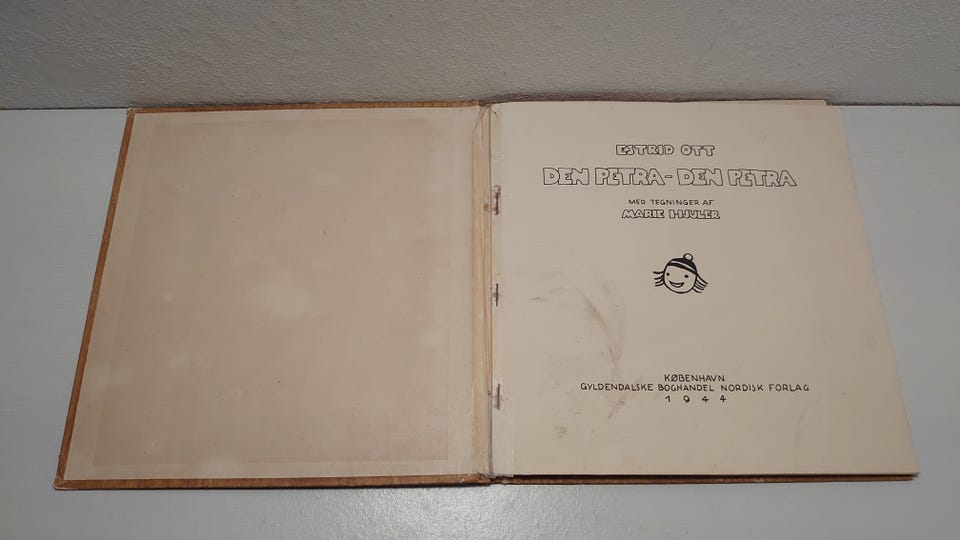 ESTRID OTT
DEN PETRA - DEN PETRA
MED TEGNINGER AF
MARIE HJULER
KØBENHAVN
GYLDENDALSKE BOGHANDEL NORDISK FORLAG
1944